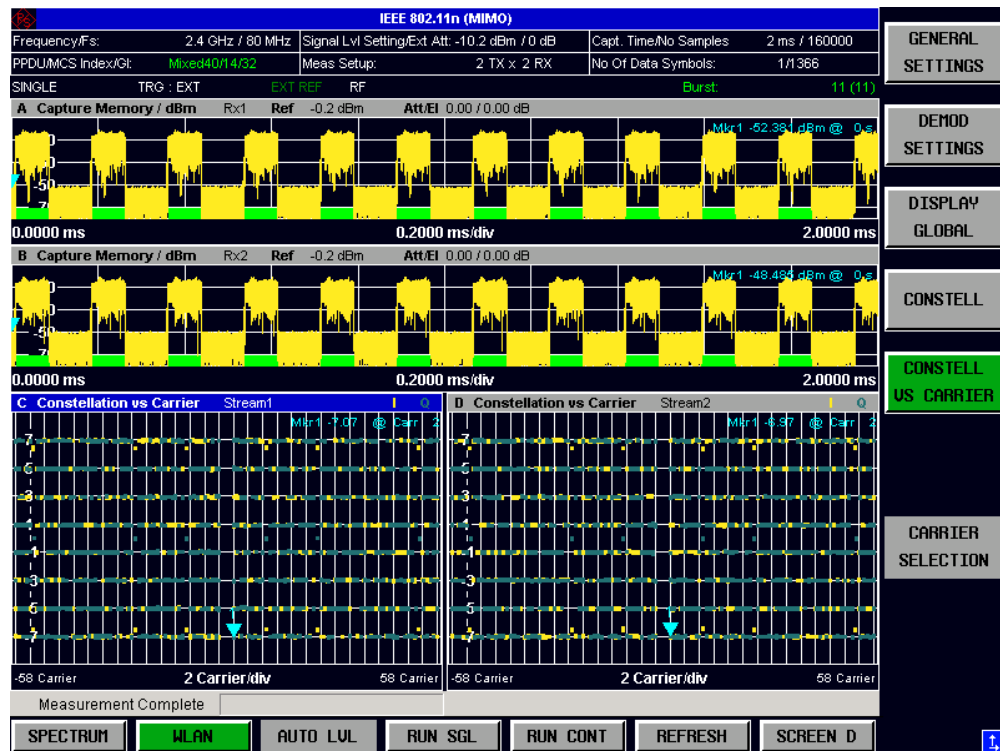 IEEE 802.11n (MIMO)
Frequency/Fs: 2.4 GHz / 80 MHz Signal Lvl Setting/Ext Att: -10.2 dBm / 0 dB Capt. Time/No Samples 2 ms / 160000
PPDU/MCS Index/GI: Mixed40/14/32 Meas Setup: 2 TX x 2 RX No Of Data Symbols: 1/1366
SINGLE TRG : EXT EXT REF RF Burst: 11 (11)
A Capture Memory / dBm Rx1 Ref -0.2 dBm Att/El 0.00 / 0.00 dB
Mkr1 -52.381 dBm @ 0 s
-50
0.0000 ms 0.2000 ms/div 2.0000 ms
B Capture Memory / dBm Rx2 Ref -0.2 dBm Att/El 0.00 / 0.00 dB
Mkr1 -48.485 dBm @ 0 s
-50
0.0000 ms 0.2000 ms/div 2.0000 ms
C Constellation vs Carrier Stream1 I Q D Constellation vs Carrier Stream2 I Q
Mkr1 -7.07 @ Carr 2 Mkr1 -6.97 @ Carr 2
-58 Carrier 2 Carrier/div 58 Carrier -58 Carrier 2 Carrier/div 58 Carrier
Measurement Complete
SPECTRUM WLAN AUTO LVL RUN SGL RUN CONT REFRESH SCREEN D
GENERAL
SETTINGS
DEMOD
SETTINGS
DISPLAY
GLOBAL
CONSTELL
CONSTELL
VS CARRIER
CARRIER
SELECTION